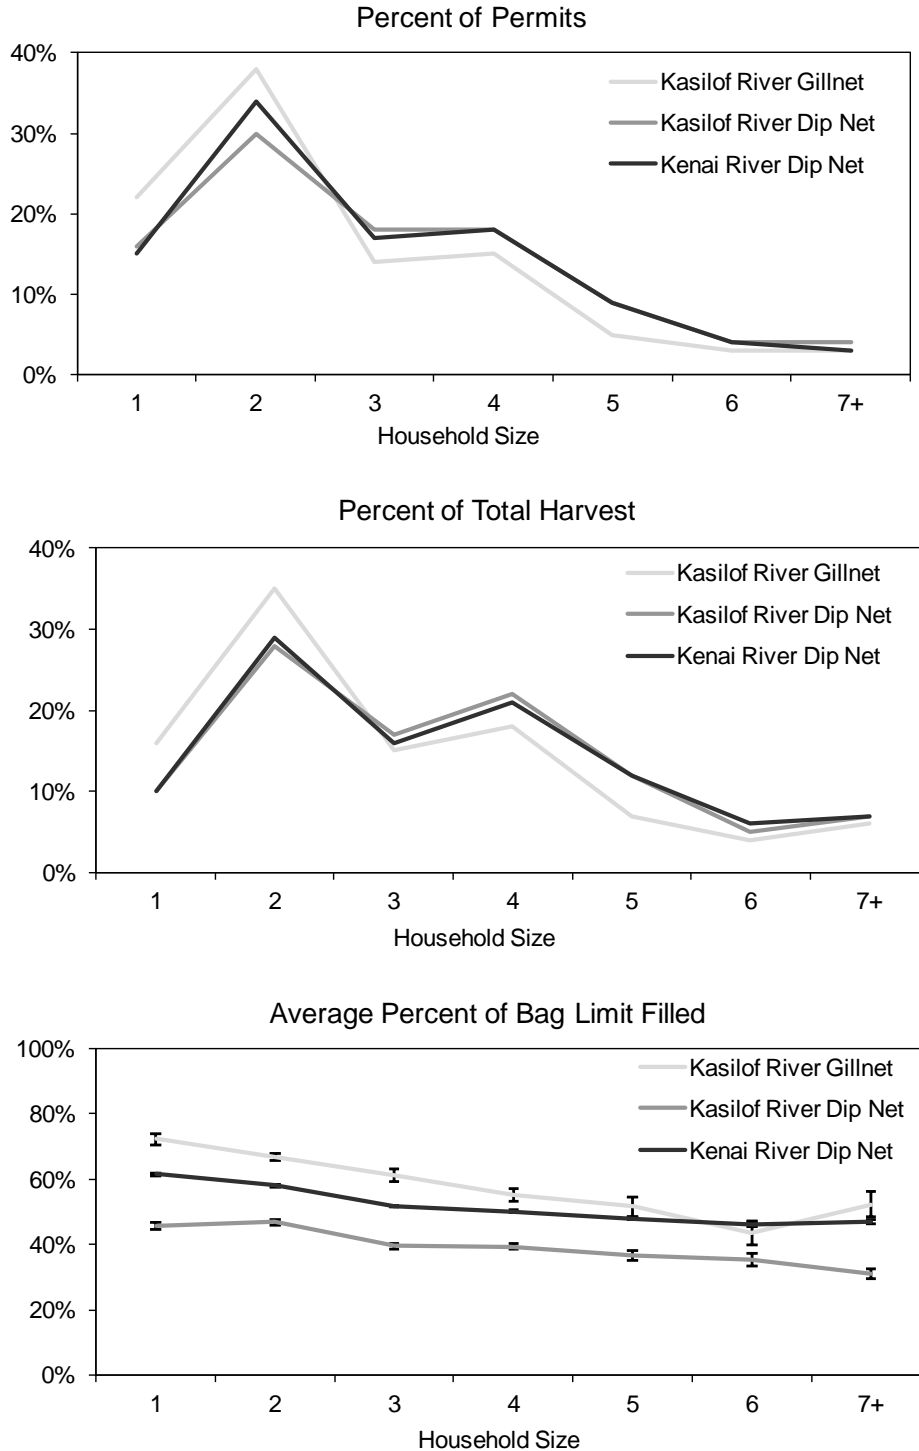 Percent of Permits
40%
30%
20%
10%
0%
Kasilof River Gillnet
Kasilof River Dip Net
Kenai River Dip Net
1 2 3 4 5 6 7+
Household Size
Percent of Total Harvest
40%
30%
20%
10%
0%
Kasilof River Gillnet
Kasilof River Dip Net
Kenai River Dip Net
1 2 3 4 5 6 7+
Household Size
Average Percent of Bag Limit Filled
100%
80%
60%
40%
20%
0%
Kasilof River Gillnet
Kasilof River Dip Net
Kenai River Dip Net
1 2 3 4 5 6 7+
Household Size